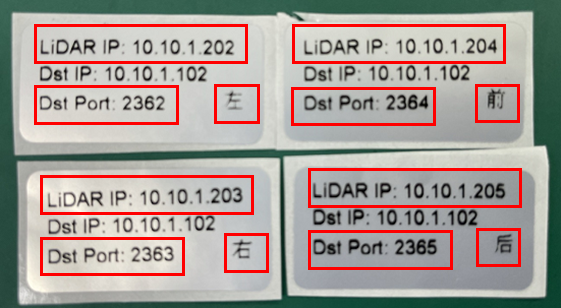 LiDAR IP: 10.10.1.202
Dst IP: 10.10.1.102
Dst Port: 2362 左
LiDAR IP: 10.10.1.204
Dst IP: 10.10.1.102
Dst Port: 2364 前
LiDAR IP: 10.10.1.203
Dst IP: 10.10.1.102
Dst Port: 2363 右
LiDAR IP: 10.10.1.205
Dst IP: 10.10.1.102
Dst Port: 2365 后